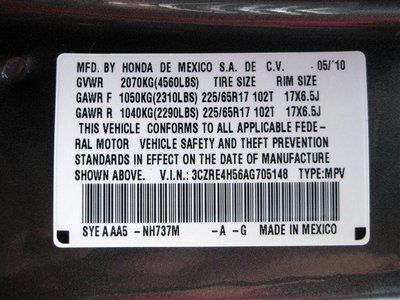 MFD. BY HONDA DE MEXICO S.A. DE C.V. 05/'10
GVWR 2070KG(4560LBS) TIRE SIZE RIM SIZE
GAWR F 1050KG(2310LBS) 225/65R17 102T 17X6.5J
GAWR R 1040KG(2290LBS) 225/65R17 102T 17X6.5J
THIS VEHICLE CONFORMS TO ALL APPLICABLE FEDE-
RAL MOTOR VEHICLE SAFETY AND THEFT PREVENTION
STANDARDS IN EFFECT ON THE DATE OF MANUFACTURE
SHOWN ABOVE. V.I.N.: 3CZRE4H56AG705148 TYPE:MPV
SYE A AA5 -NH737M -A -G MADE IN MEXICO